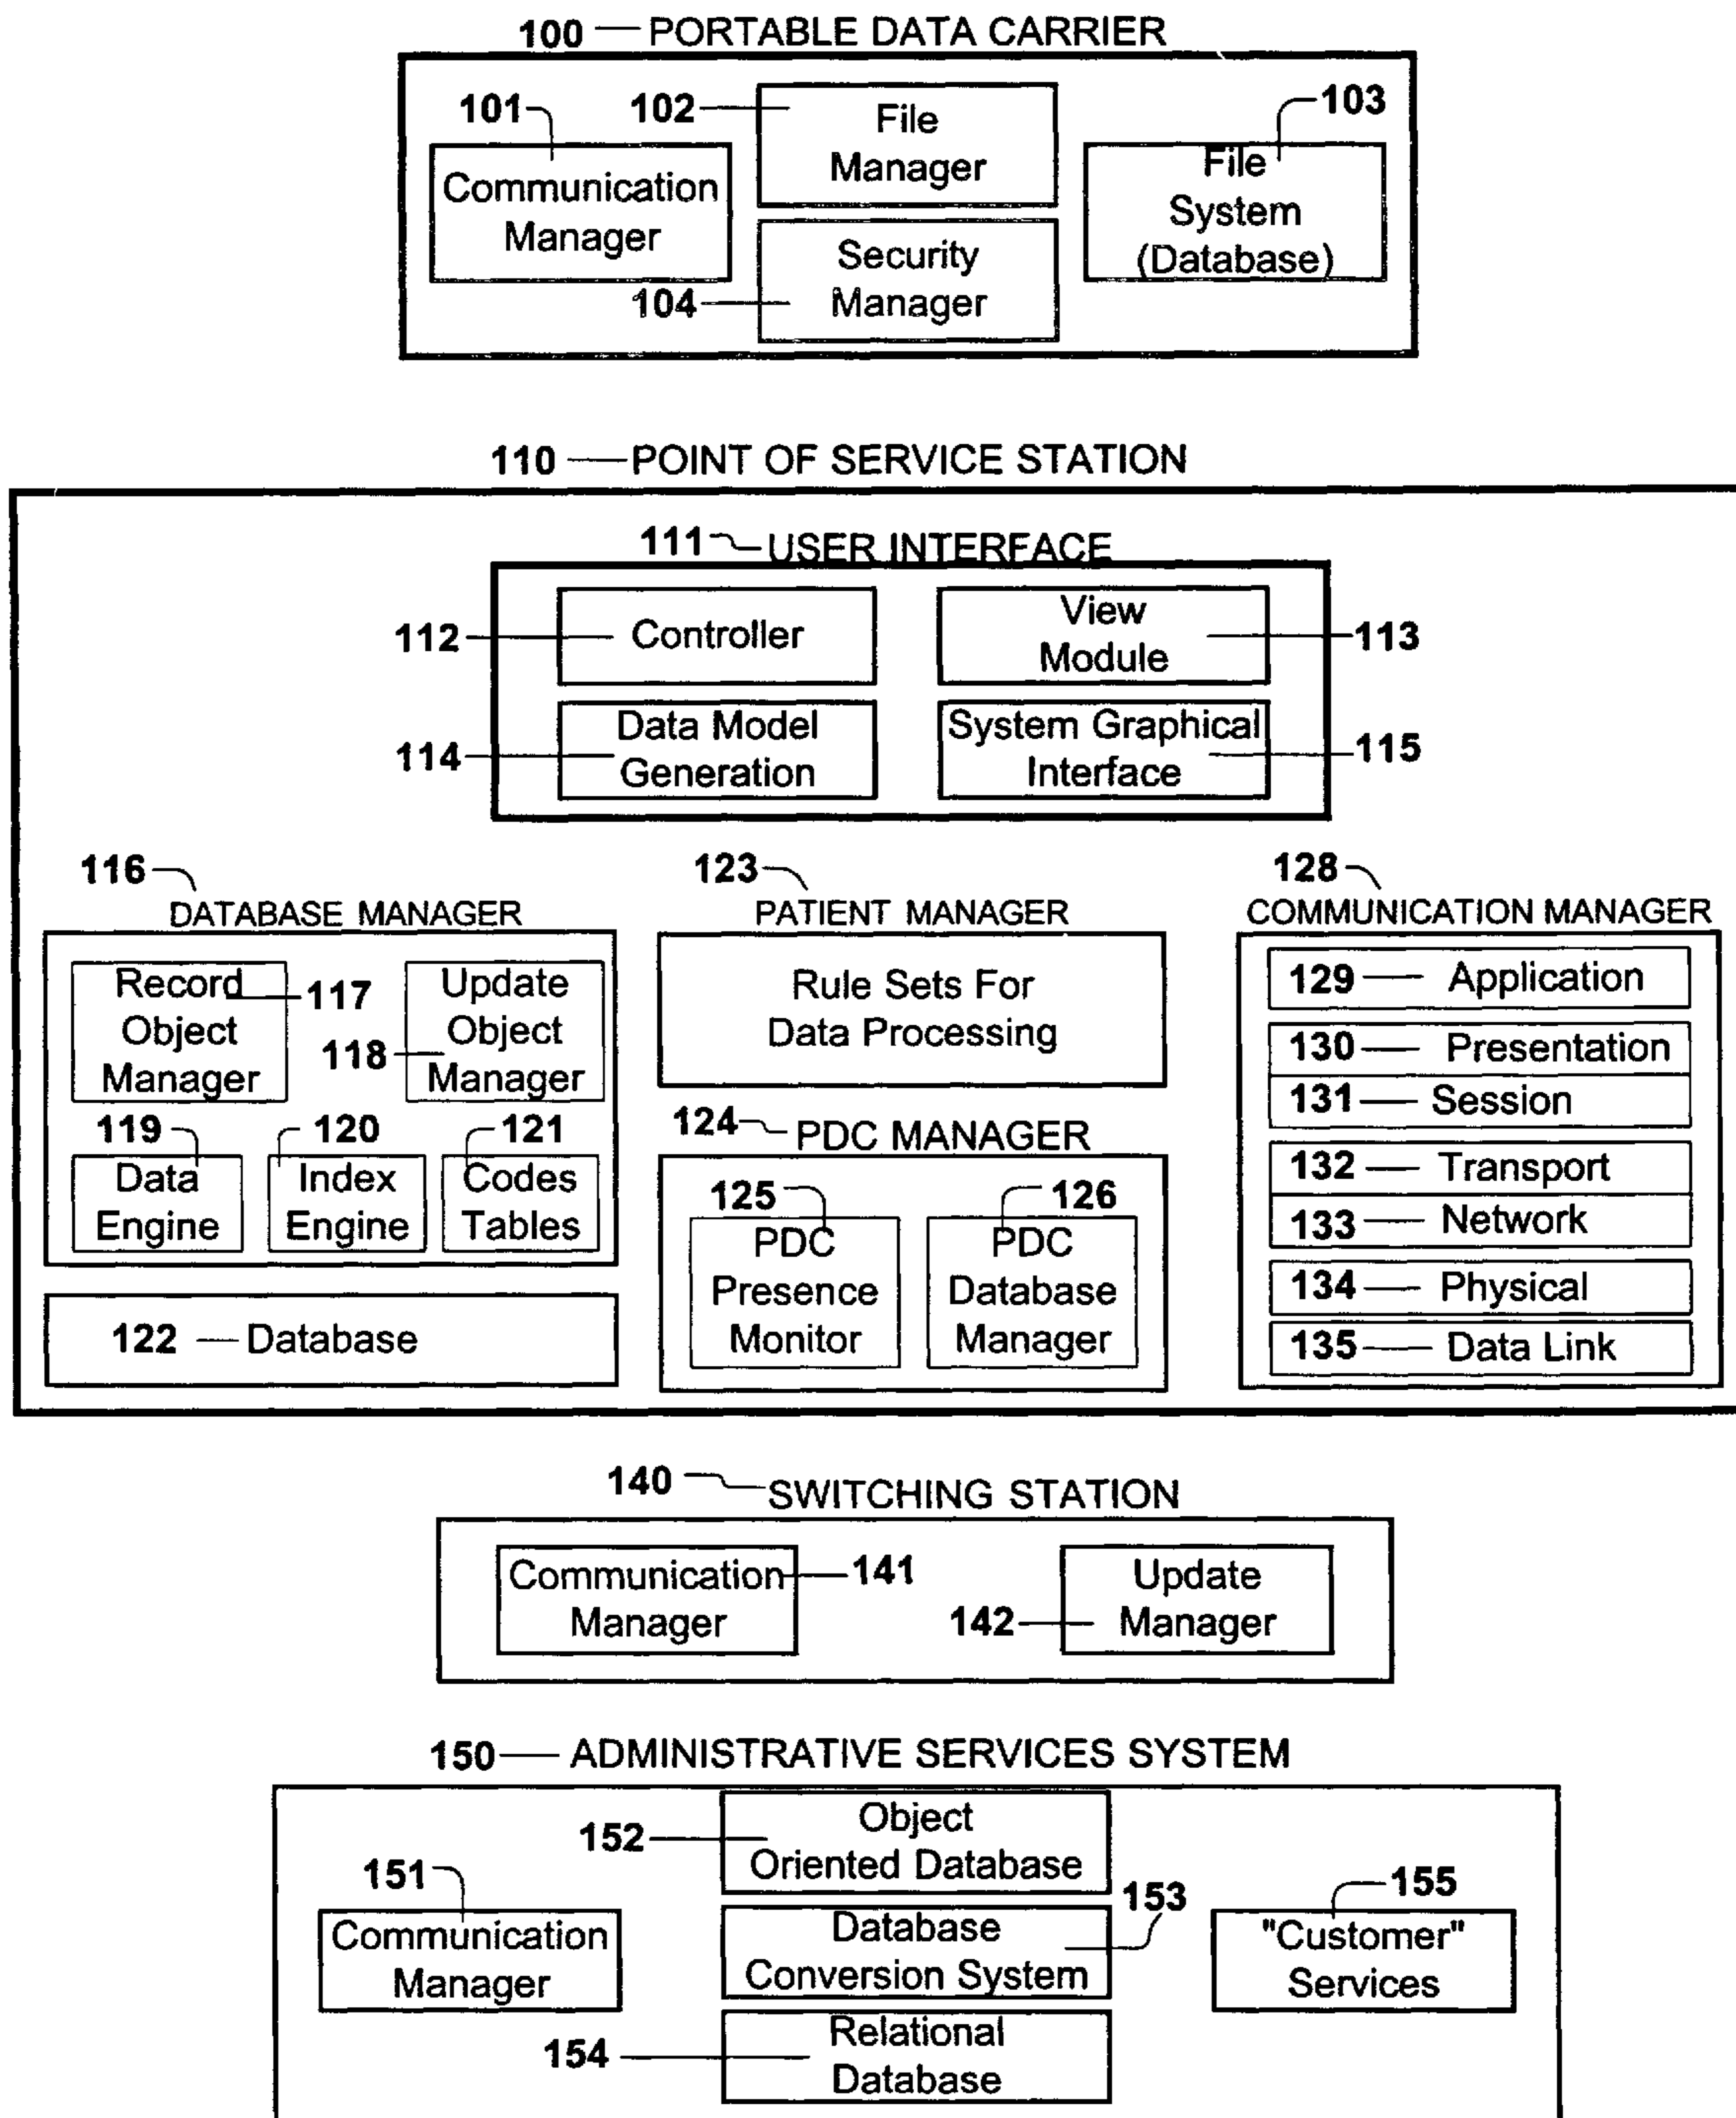 100 — PORTABLE DATA CARRIER
101
102
103
File
Manager
Communication
Manager
File
System
(Database)
104
Security
Manager
110 — POINT OF SERVICE STATION
111 USER INTERFACE
112 Controller
View
Module
113
114
Data Model
Generation
System Graphical
Interface
115
116
DATABASE MANAGER
Record
Object
Manager
117
118
Update
Object
Manager
119
120
121
Data
Engine
Index
Engine
Codes
Tables
122 — Database
123
PATIENT MANAGER
Rule Sets For
Data Processing
124 PDC MANAGER
125
126
PDC
Presence
Monitor
PDC
Database
Manager
128
COMMUNICATION MANAGER
129 — Application
130 — Presentation
131 — Session
132 — Transport
133 — Network
134 — Physical
135 — Data Link
140 SWITCHING STATION
Communication
Manager
141
142
Update
Manager
150 — ADMINISTRATIVE SERVICES SYSTEM
151
Communication
Manager
152
Object
Oriented Database
153
Database
Conversion System
154
Relational
Database
155
"Customer"
Services